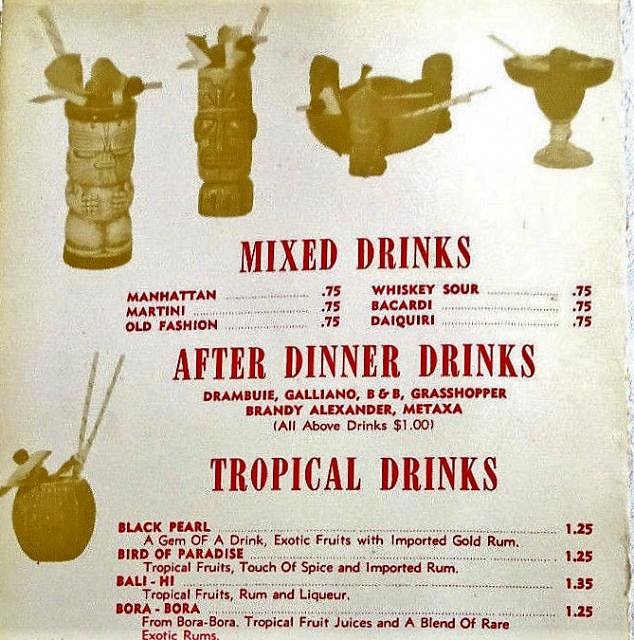 MIXED DRINKS
MANHATTAN .75
MARTINI .75
OLD FASHION .75
WHISKEY SOUR .75
BACARDI .75
DAIQUIRI .75
AFTER DINNER DRINKS
DRAMBUIE, GALLIANO, B & B, GRASSHOPPER
BRANDY ALEXANDER, METAXA
(All Above Drinks $1.00)
TROPICAL DRINKS
BLACK PEARL 1.25
A Gem OF A Drink, Exotic Fruits with Imported Gold Rum.
BIRD OF PARADISE 1.25
Tropical Fruits, Touch Of Spice and Imported Rum.
BALI - HI 1.35
Tropical Fruits, Rum and Liqueur.
BORA - BORA 1.25
From Bora-Bora. Tropical Fruit Juices and A Blend Of Rare
Exotic Rums.